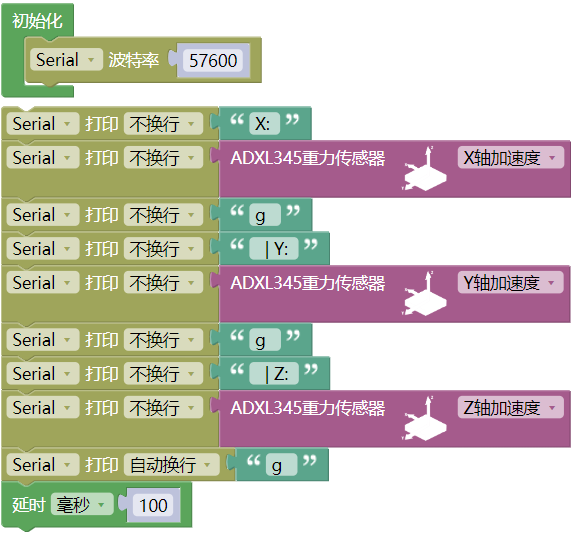 初始化
Serial 波特率 57600
Serial 打印 不换行 “ X: ”
Serial 打印 不换行 ADXL345重力传感器 X轴加速度
Serial 打印 不换行 “ g ”
Serial 打印 不换行 “ | Y: ”
Serial 打印 不换行 ADXL345重力传感器 Y轴加速度
Serial 打印 不换行 “ g ”
Serial 打印 不换行 “ | Z: ”
Serial 打印 不换行 ADXL345重力传感器 Z轴加速度
Serial 打印 自动换行 “ g ”
延时 毫秒 100